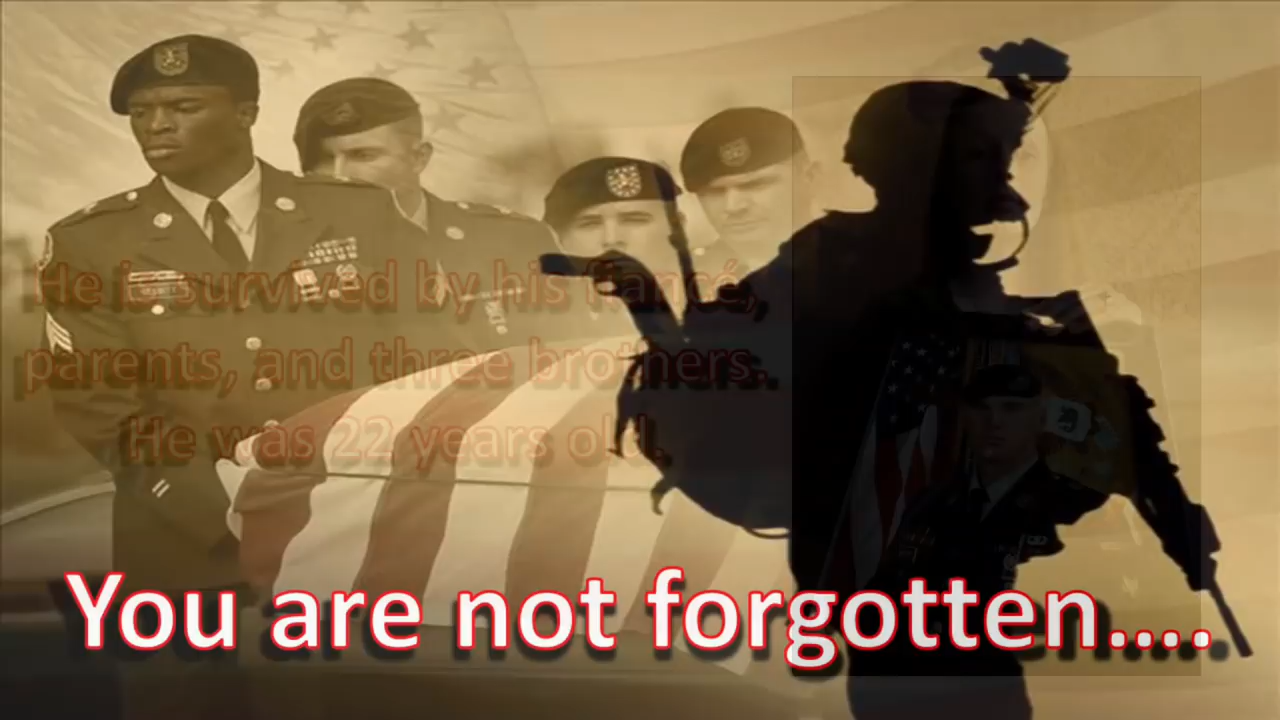 He is survived by his fiancé,
parents, and three brothers.
He was 22 years old.
You are not forgotten....